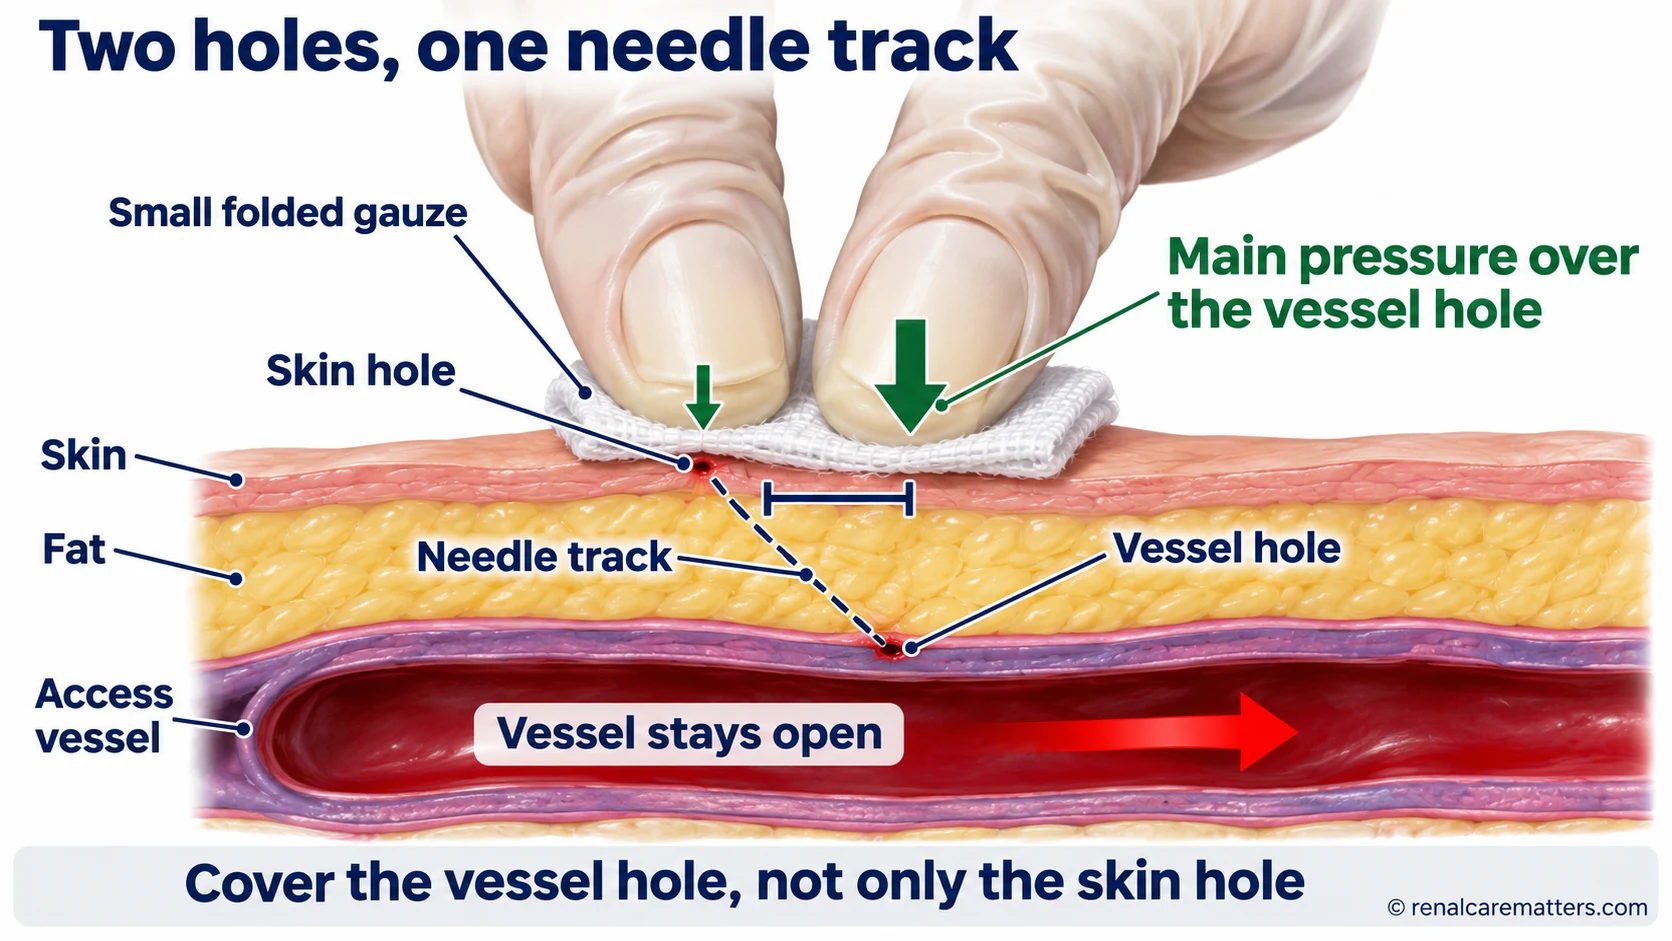 Two holes, one needle track
Small folded gauze
Main pressure over
the vessel hole
Skin hole
Skin
Fat
Needle track
Vessel hole
Access
vessel
Vessel stays open
Cover the vessel hole, not only the skin hole
© renalcarematters.com